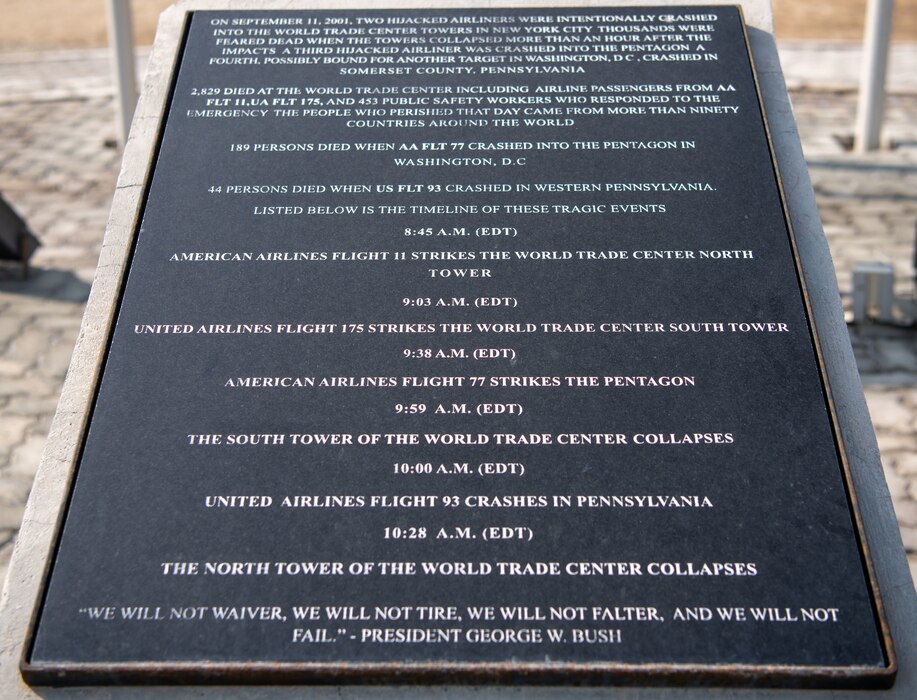 ON SEPTEMBER 11, 2001, TWO HIJACKED AIRLINERS WERE INTENTIONALLY CRASHED
INTO THE WORLD TRADE CENTER TOWERS IN NEW YORK CITY THOUSANDS WERE
FEARED DEAD WHEN THE TOWERS COLLAPSED MORE THAN AN HOUR AFTER THE
IMPACTS A THIRD HIJACKED AIRLINER WAS CRASHED INTO THE PENTAGON A
FOURTH, POSSIBLY BOUND FOR ANOTHER TARGET IN WASHINGTON, D C , CRASHED IN
SOMERSET COUNTY, PENNSYLVANIA
2,829 DIED AT THE WORLD TRADE CENTER INCLUDING AIRLINE PASSENGERS FROM AA
FLT 11,UA FLT 175, AND 453 PUBLIC SAFETY WORKERS WHO RESPONDED TO THE
EMERGENCY THE PEOPLE WHO PERISHED THAT DAY CAME FROM MORE THAN NINETY
COUNTRIES AROUND THE WORLD
189 PERSONS DIED WHEN AA FLT 77 CRASHED INTO THE PENTAGON IN
WASHINGTON, D.C
44 PERSONS DIED WHEN US FLT 93 CRASHED IN WESTERN PENNSYLVANIA.
LISTED BELOW IS THE TIMELINE OF THESE TRAGIC EVENTS
8:45 A.M. (EDT)
AMERICAN AIRLINES FLIGHT 11 STRIKES THE WORLD TRADE CENTER NORTH
TOWER
9:03 A.M. (EDT)
UNITED AIRLINES FLIGHT 175 STRIKES THE WORLD TRADE CENTER SOUTH TOWER
9:38 A.M. (EDT)
AMERICAN AIRLINES FLIGHT 77 STRIKES THE PENTAGON
9:59 A.M. (EDT)
THE SOUTH TOWER OF THE WORLD TRADE CENTER COLLAPSES
10:00 A.M. (EDT)
UNITED AIRLINES FLIGHT 93 CRASHES IN PENNSYLVANIA
10:28 A.M. (EDT)
THE NORTH TOWER OF THE WORLD TRADE CENTER COLLAPSES
“WE WILL NOT WAIVER, WE WILL NOT TIRE, WE WILL NOT FALTER, AND WE WILL NOT
FAIL.” - PRESIDENT GEORGE W. BUSH